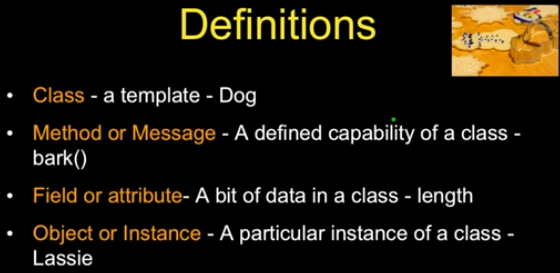 Definitions
• Class - a template - Dog
• Method or Message - A defined capability of a class -
bark()
• Field or attribute- A bit of data in a class - length
• Object or Instance - A particular instance of a class -
Lassie